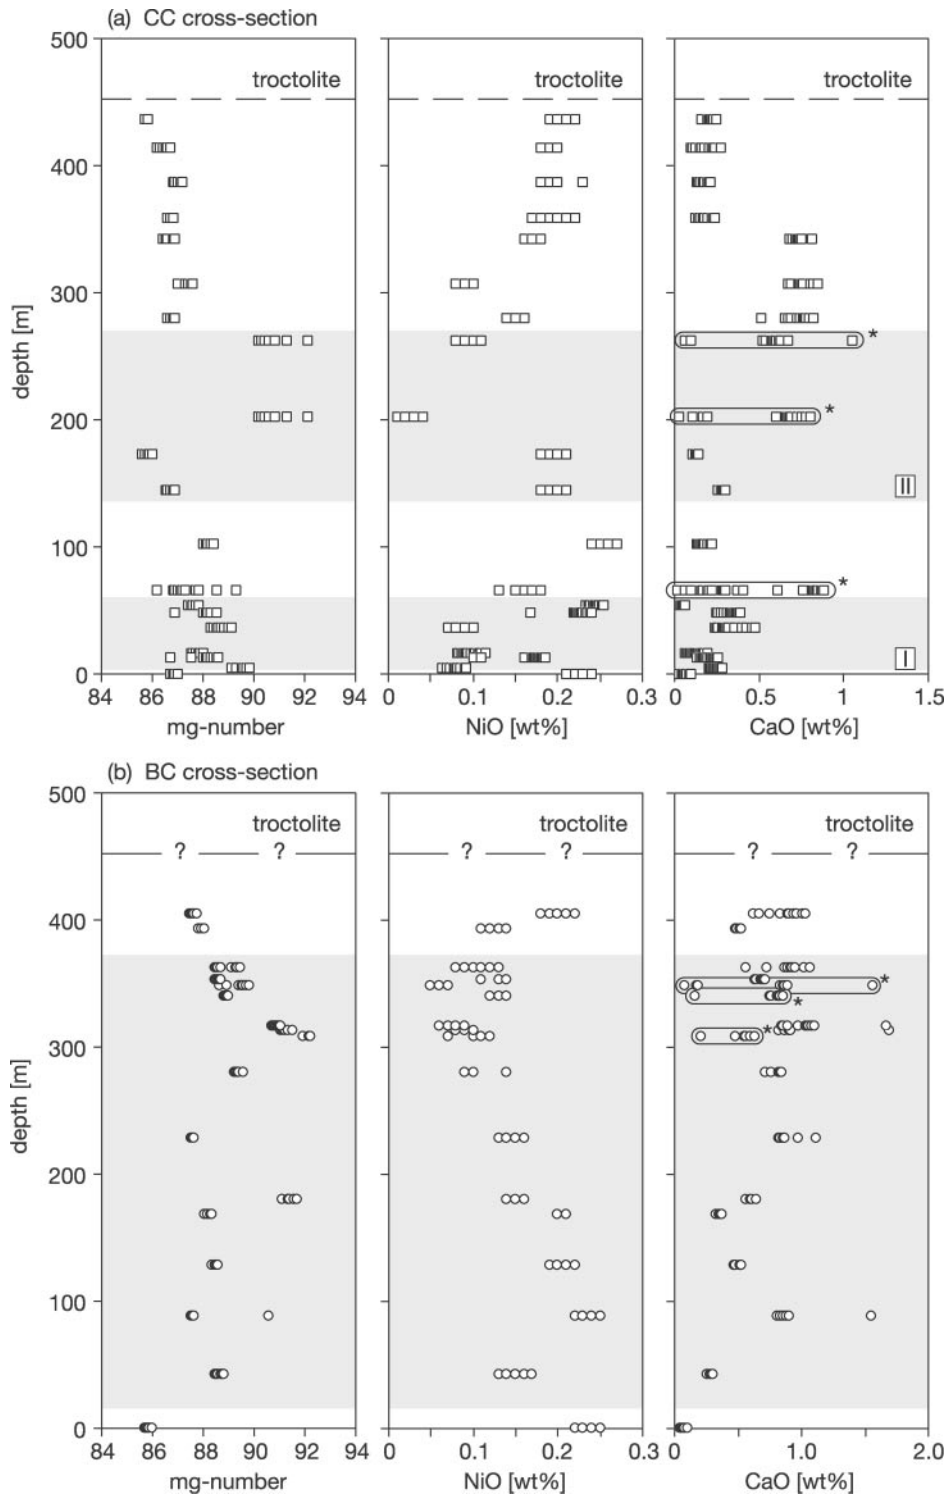 (a) CC cross-section
500
400
300
200
100
0
depth [m]
troctolite
troctolite
troctolite
*
*
II
*
I
84 86 88 90 92 94
0 0.1 0.2 0.3
0 0.5 1 1.5
mg-number
NiO [wt%]
CaO [wt%]
(b) BC cross-section
500
400
300
200
100
0
depth [m]
troctolite
troctolite
troctolite
? ?
? ?
? ?
*
*
*
84 86 88 90 92 94
0 0.1 0.2 0.3
0 1.0 2.0
mg-number
NiO [wt%]
CaO [wt%]